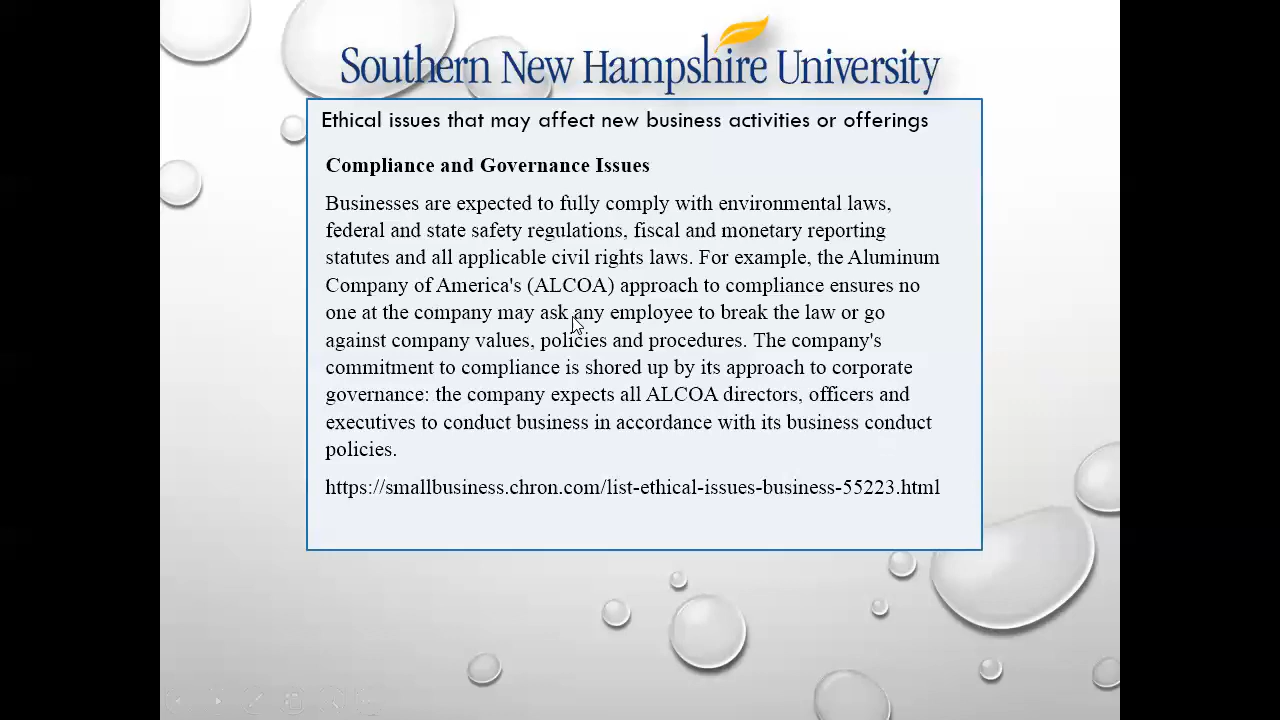 Southern New Hampshire University
Ethical issues that may affect new business activities or offerings
Compliance and Governance Issues
Businesses are expected to fully comply with environmental laws,
federal and state safety regulations, fiscal and monetary reporting
statutes and all applicable civil rights laws. For example, the Aluminum
Company of America's (ALCOA) approach to compliance ensures no
one at the company may ask any employee to break the law or go
against company values, policies and procedures. The company's
commitment to compliance is shored up by its approach to corporate
governance: the company expects all ALCOA directors, officers and
executives to conduct business in accordance with its business conduct
policies.
https://smallbusiness.chron.com/list-ethical-issues-business-55223.html